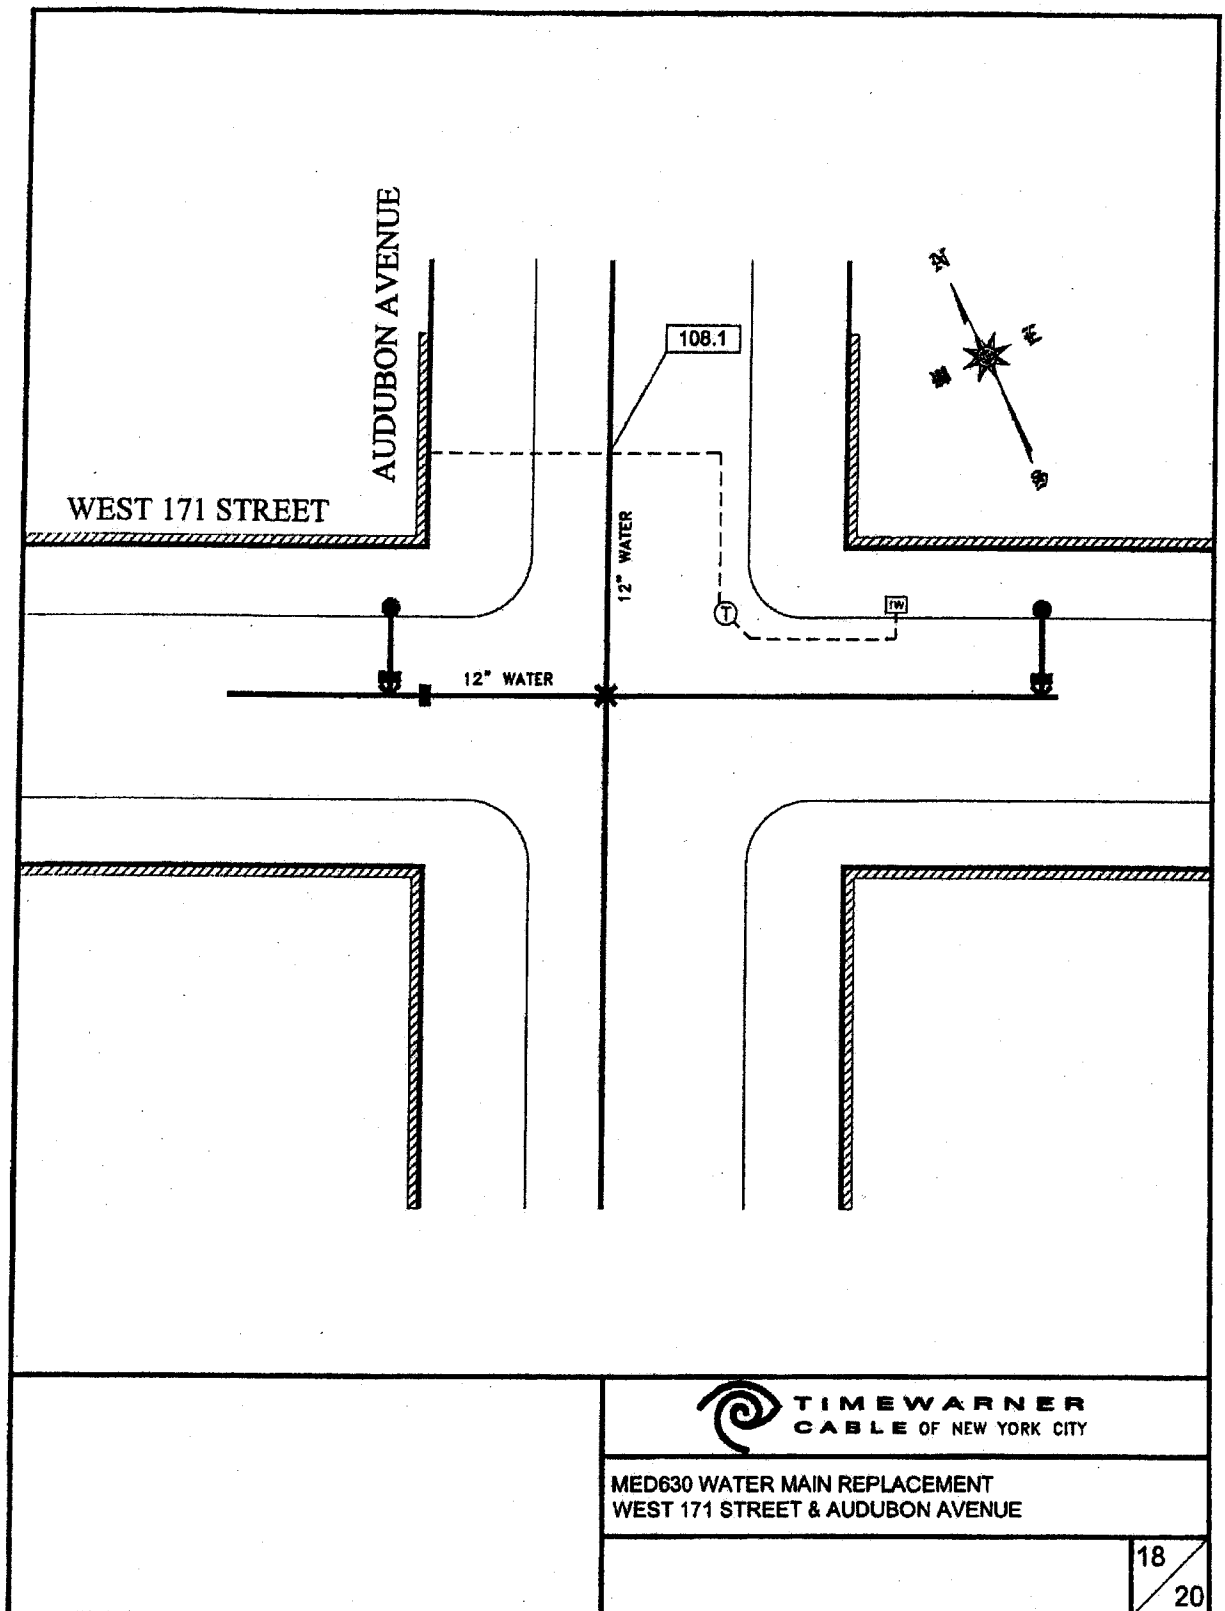 AUDUBON AVENUE
108.1
N
E
W
S
WEST 171 STREET
12" WATER
T
TW
12" WATER
TIMEWARNER
CABLE OF NEW YORK CITY
MED630 WATER MAIN REPLACEMENT
WEST 171 STREET & AUDUBON AVENUE
18
20